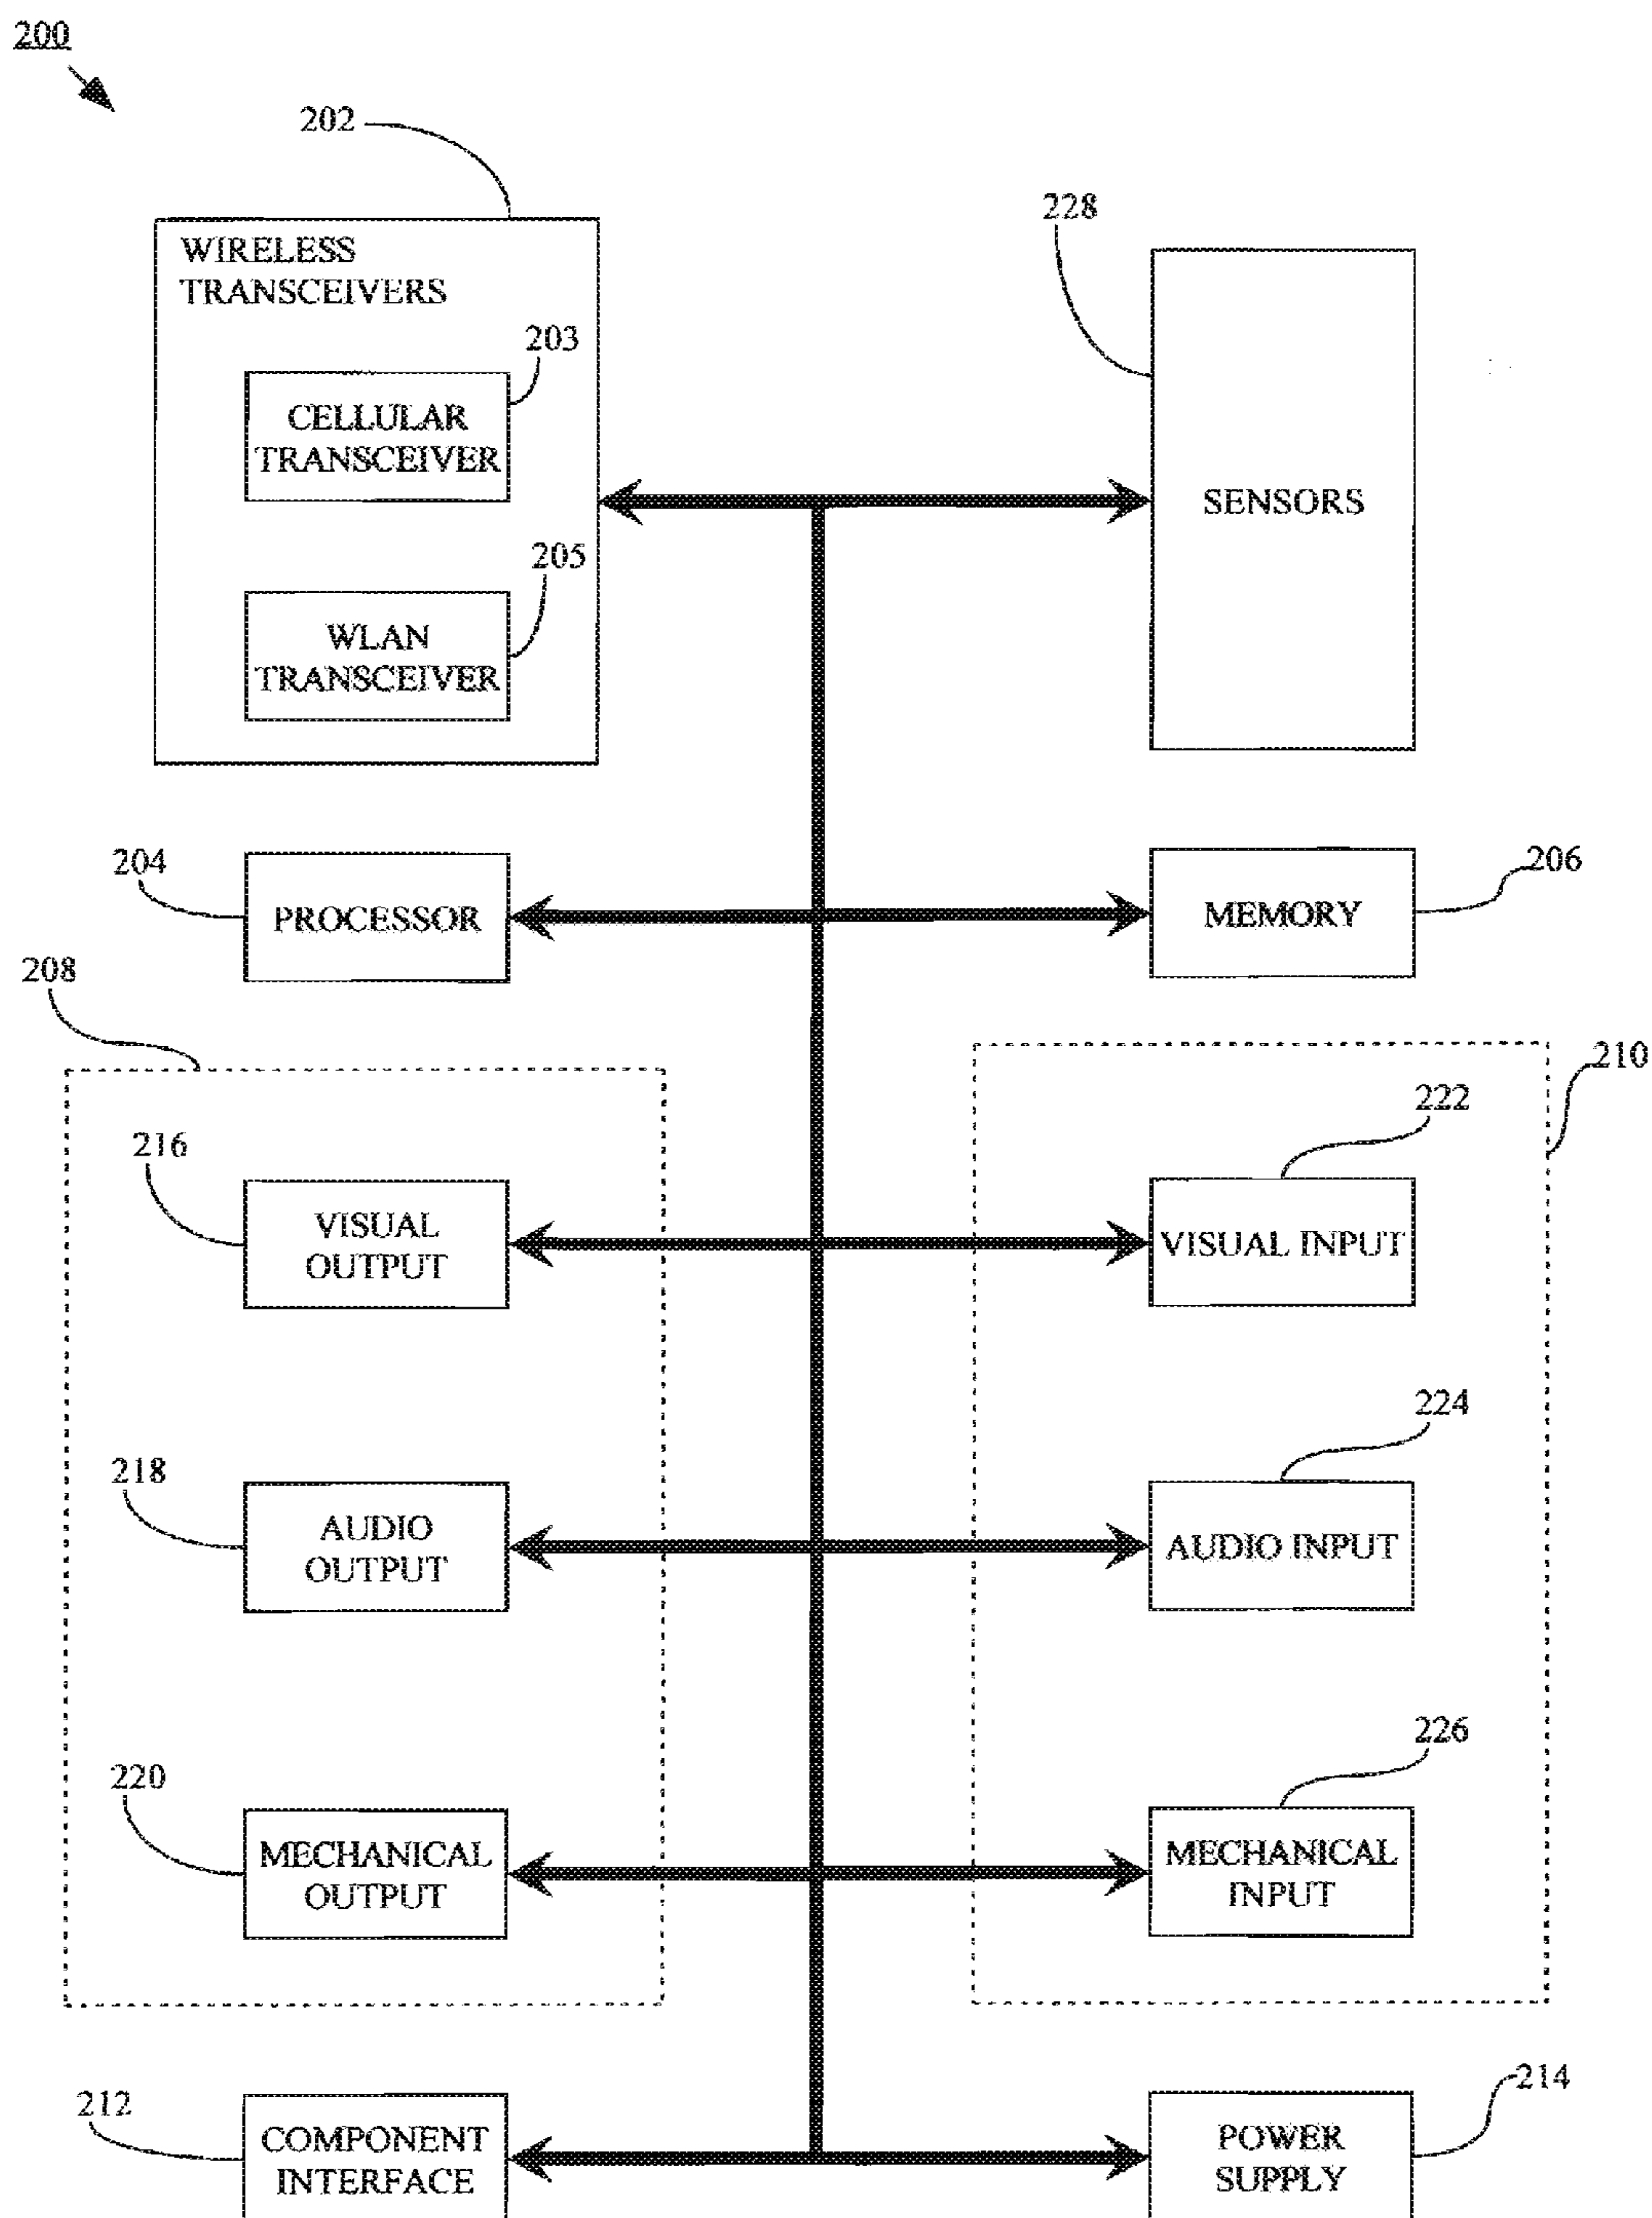 200
202
WIRELESS
TRANSCEIVERS
203
CELLULAR
TRANSCEIVER
205
WLAN
TRANSCEIVER
228
SENSORS
204
PROCESSOR
206
MEMORY
208
210
216
VISUAL
OUTPUT
222
VISUAL INPUT
218
AUDIO
OUTPUT
224
AUDIO INPUT
220
MECHANICAL
OUTPUT
226
MECHANICAL
INPUT
212
COMPONENT
INTERFACE
214
POWER
SUPPLY